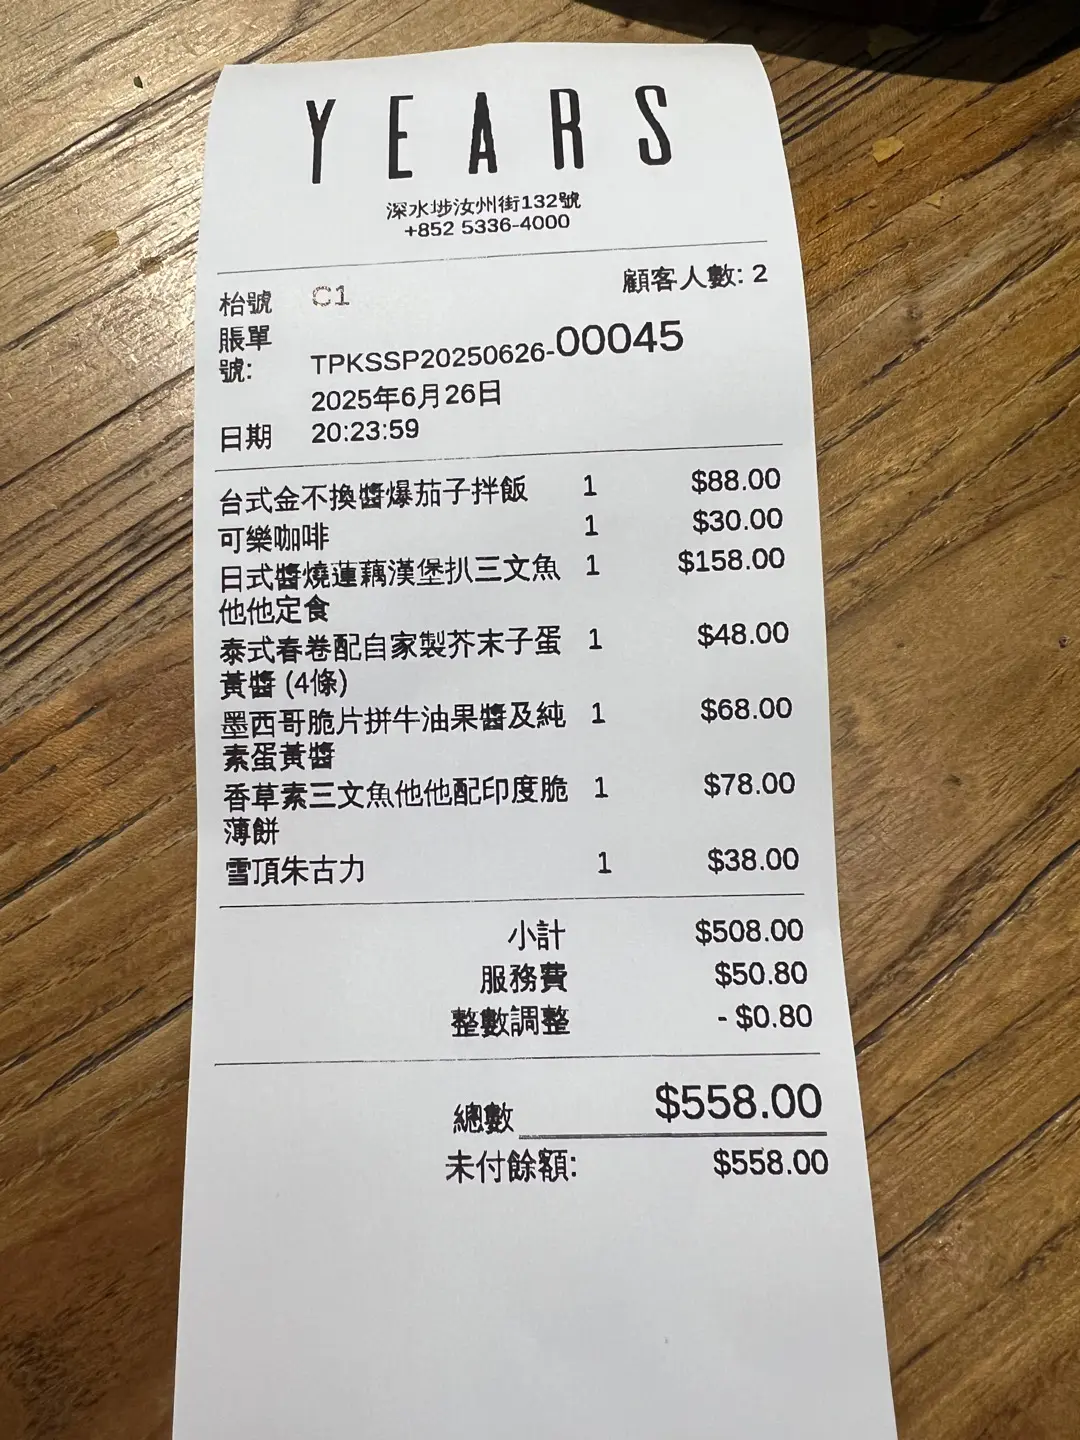 YEARS
深水埗汝州街132號
+852 5336-4000
枱號 C1 顧客人數: 2
賬單
號: TPKSSP20250626-00045
2025年6月26日
日期 20:23:59
台式金不換醬爆茄子拌飯 1 $88.00
可樂咖啡 1 $30.00
日式醬燒蓮藕漢堡扒三文魚 1 $158.00
他他定食
泰式春卷配自家製芥末子蛋 1 $48.00
黃醬 (4條)
墨西哥脆片拼牛油果醬及純 1 $68.00
素蛋黃醬
香草素三文魚他他配印度脆 1 $78.00
薄餅
雪頂朱古力 1 $38.00
小計 $508.00
服務費 $50.80
整數調整 - $0.80
總數 $558.00
未付餘額: $558.00